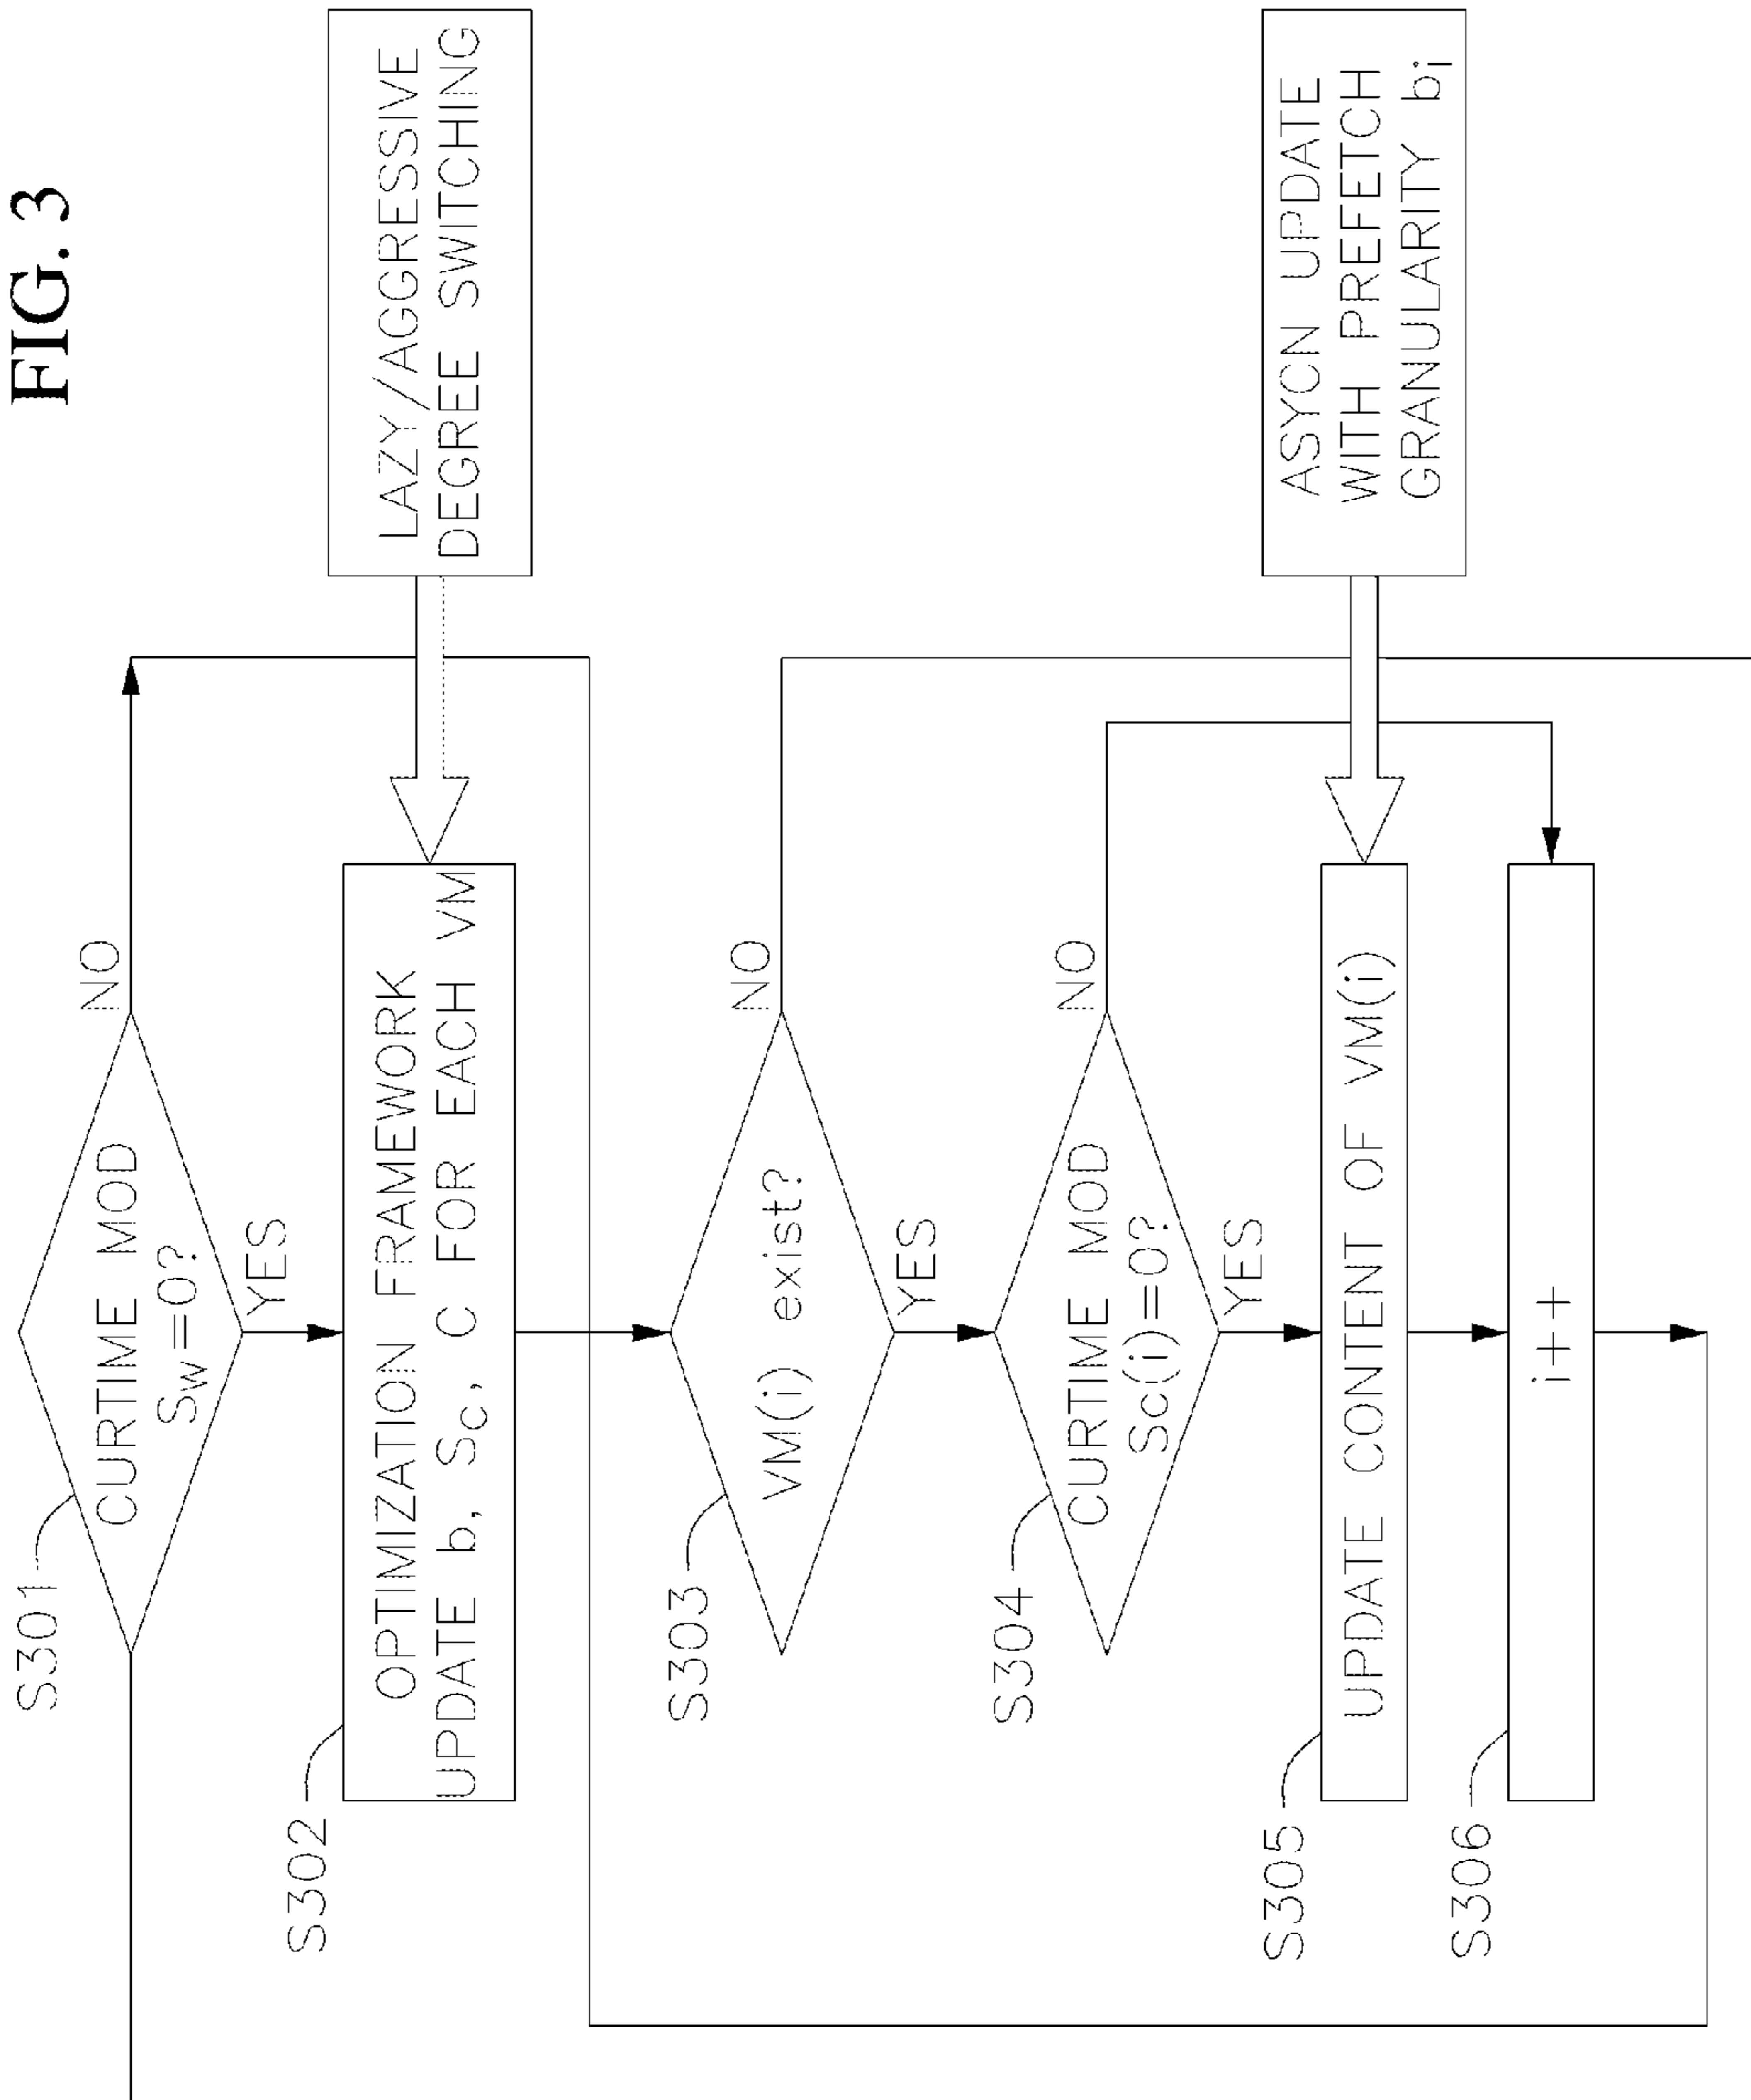 FIG. 3
S301
CURTIME MOD
Sw=0?
NO
YES
S302
OPTIMIZATION FRAMEWORK
UPDATE b, Sc, C FOR EACH VM
LAZY/AGGRESSIVE
DEGREE SWITCHING
S303
VM(i) exist?
NO
YES
S304
CURTIME MOD
Sc(i)=0?
NO
YES
S305
UPDATE CONTENT OF VM(i)
ASYCN UPDATE
WITH PREFETCH
GRANULARITY bi
S306
i++